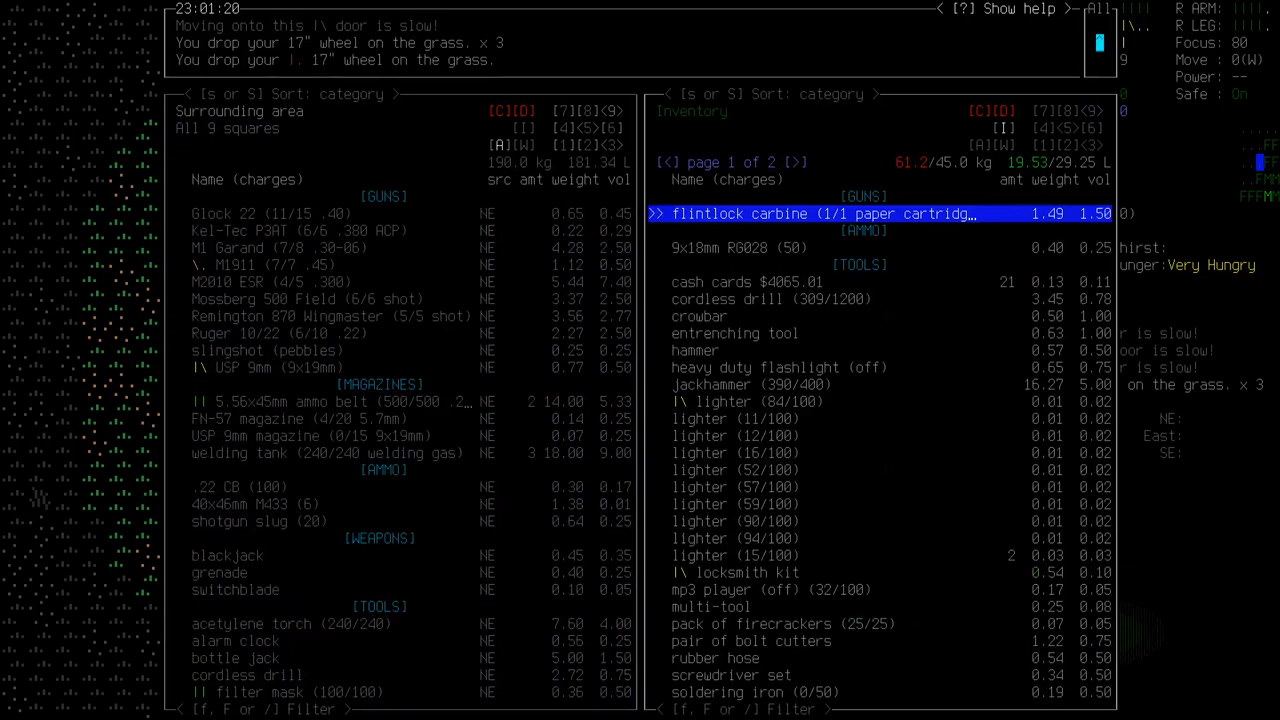 23:01:20
< [?] Show help >
All
R ARM: ||||.
Moving onto this |\ door is slow!
|\..
R LEG: ||||.
You drop your 17" wheel on the grass. x 3
Focus: 80
You drop your |. 17" wheel on the grass.
9
Move : 0(W)
Power: --
< [s or S] Sort: category >
< [s or S] Sort: category >
0
Safe : On
Surrounding area
[C][D] [7][8]<9>
Inventory
[C][D] [7][8]<9>
0
All 9 squares
[I] [4]<5>[6]
[I] [4]<5>[6]
[A][W] [1][2]<3>
[A][W] [1][2]<3>
190.0 kg 181.34 L
[<] page 1 of 2 [>]
61.2/45.0 kg 19.53/29.25 L
Name (charges)
src amt weight vol
Name (charges)
amt weight vol
[GUNS]
[GUNS]
Glock 22 (11/15 .40) NE 0.65 0.45
>> flintlock carbine (1/1 paper cartridg… 1.49 1.50
0)
Kel-Tec P3AT (6/6 .380 ACP) NE 0.22 0.29
[AMMO]
M1 Garand (7/8 .30-06) NE 4.28 2.50
9x18mm RG028 (50) 0.40 0.25
hirst:
\. M1911 (7/7 .45) NE 1.12 0.50
[TOOLS]
unger:Very Hungry
M2010 ESR (4/5 .300) NE 5.44 7.40
cash cards $4065.01 21 0.13 0.11
Mossberg 500 Field (6/6 shot) NE 3.37 2.50
cordless drill (309/1200) 3.45 0.78
Remington 870 Wingmaster (5/5 shot) NE 3.56 2.77
crowbar 0.50 1.00
Ruger 10/22 (6/10 .22) NE 2.27 2.50
entrenching tool 0.63 1.00
r is slow!
slingshot (pebbles) NE 0.25 0.25
hammer 0.57 0.50
oor is slow!
|\ USP 9mm (9x19mm) NE 0.77 0.50
heavy duty flashlight (off) 0.65 0.75
r is slow!
[MAGAZINES]
jackhammer (390/400) 16.27 5.00
on the grass. x 3
|| 5.56x45mm ammo belt (500/500 .2… NE 2 14.00 5.33
|\ lighter (84/100) 0.01 0.02
FN-57 magazine (4/20 5.7mm) NE 0.14 0.25
lighter (11/100) 0.01 0.02
NE:
USP 9mm magazine (0/15 9x19mm) NE 0.07 0.25
lighter (12/100) 0.01 0.02
East:
welding tank (240/240 welding gas) NE 3 18.00 9.00
lighter (16/100) 0.01 0.02
SE:
[AMMO]
lighter (52/100) 0.01 0.02
.22 CB (100) NE 0.30 0.17
lighter (57/100) 0.01 0.02
40x46mm M433 (6) NE 1.38 0.01
lighter (59/100) 0.01 0.02
shotgun slug (20) NE 0.64 0.25
lighter (90/100) 0.01 0.02
[WEAPONS]
lighter (94/100) 0.01 0.02
blackjack NE 0.45 0.35
lighter (15/100) 2 0.03 0.03
grenade NE 0.40 0.25
|\ locksmith kit 0.54 0.10
switchblade NE 0.10 0.05
mp3 player (off) (32/100) 0.17 0.05
[TOOLS]
multi-tool 0.25 0.08
acetylene torch (240/240) NE 7.60 4.00
pack of firecrackers (25/25) 0.07 0.05
alarm clock NE 0.56 0.25
pair of bolt cutters 1.22 0.75
bottle jack NE 5.00 1.50
rubber hose 0.54 0.50
cordless drill NE 2.72 0.75
screwdriver set 0.34 0.50
|| filter mask (100/100) NE 0.36 0.50
soldering iron (0/50) 0.19 0.50
< [f, F or /] Filter >
< [f, F or /] Filter >